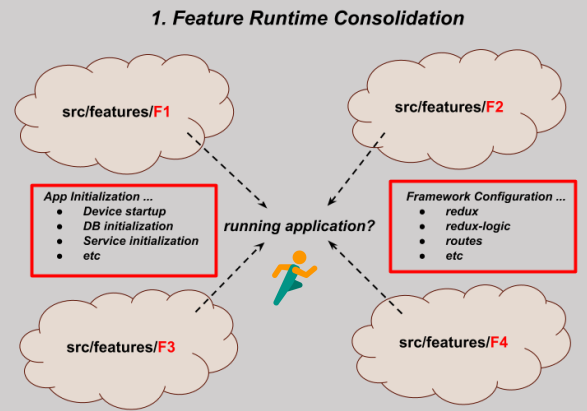 1. Feature Runtime Consolidation
src/features/F1
src/features/F2
App Initialization ...
● Device startup
● DB initialization
● Service initialization
● etc
running application?
Framework Configuration ...
● redux
● redux-logic
● routes
● etc
src/features/F3
src/features/F4